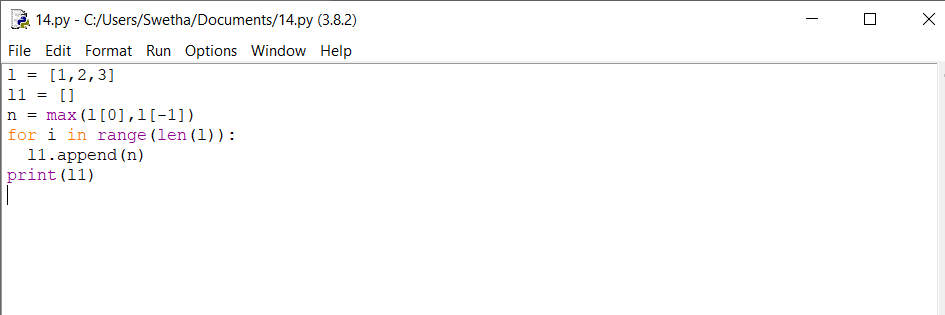 14.py - C:/Users/Swetha/Documents/14.py (3.8.2)
File Edit Format Run Options Window Help
l = [1,2,3]
l1 = []
n = max(l[0],l[-1])
for i in range(len(l)):
  l1.append(n)
print(l1)